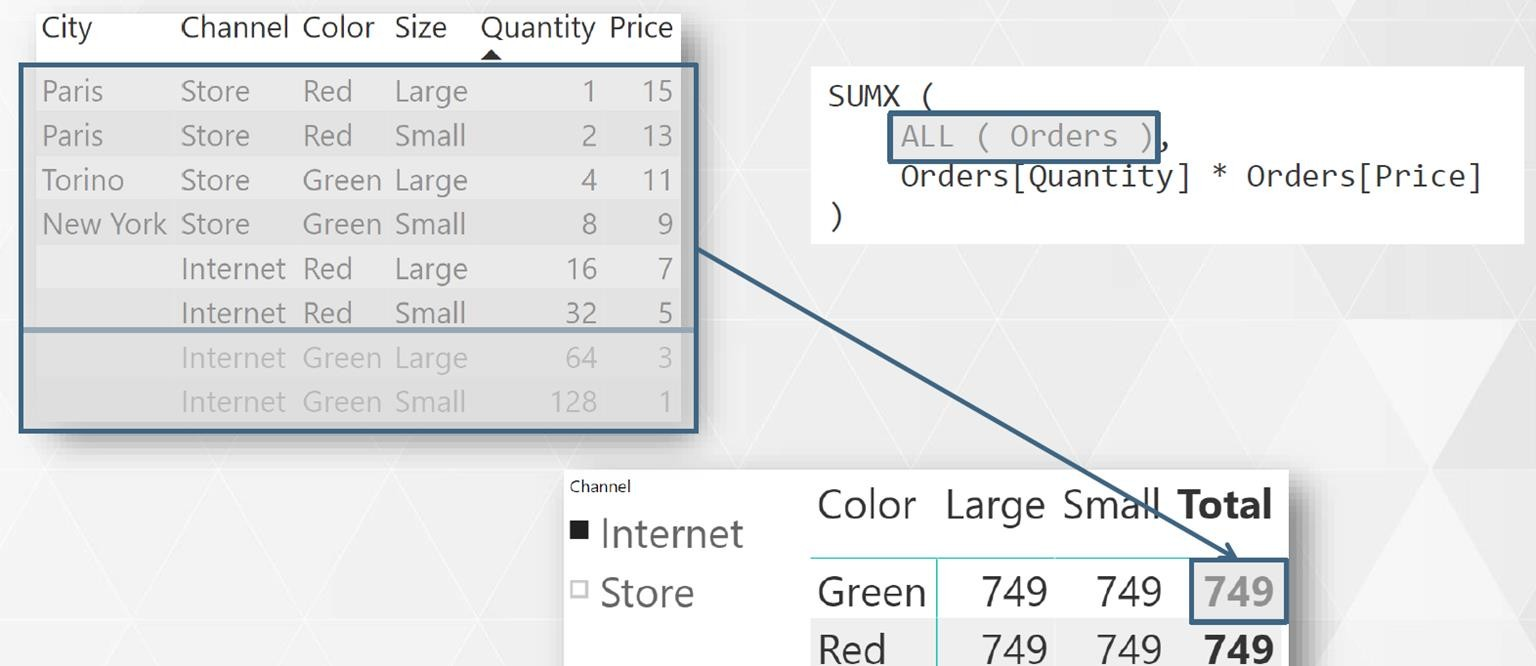 City Channel Color Size Quantity Price
Paris Store Red Large 1 15
Paris Store Red Small 2 13
Torino Store Green Large 4 11
New York Store Green Small 8 9
Internet Red Large 16 7
Internet Red Small 32 5
Internet Green Large 64 3
Internet Green Small 128 1
SUMX (
ALL ( Orders ),
Orders[Quantity] * Orders[Price]
)
Channel
Internet
Store
Color Large Small Total
Green 749 749 749
Red 749 749 749